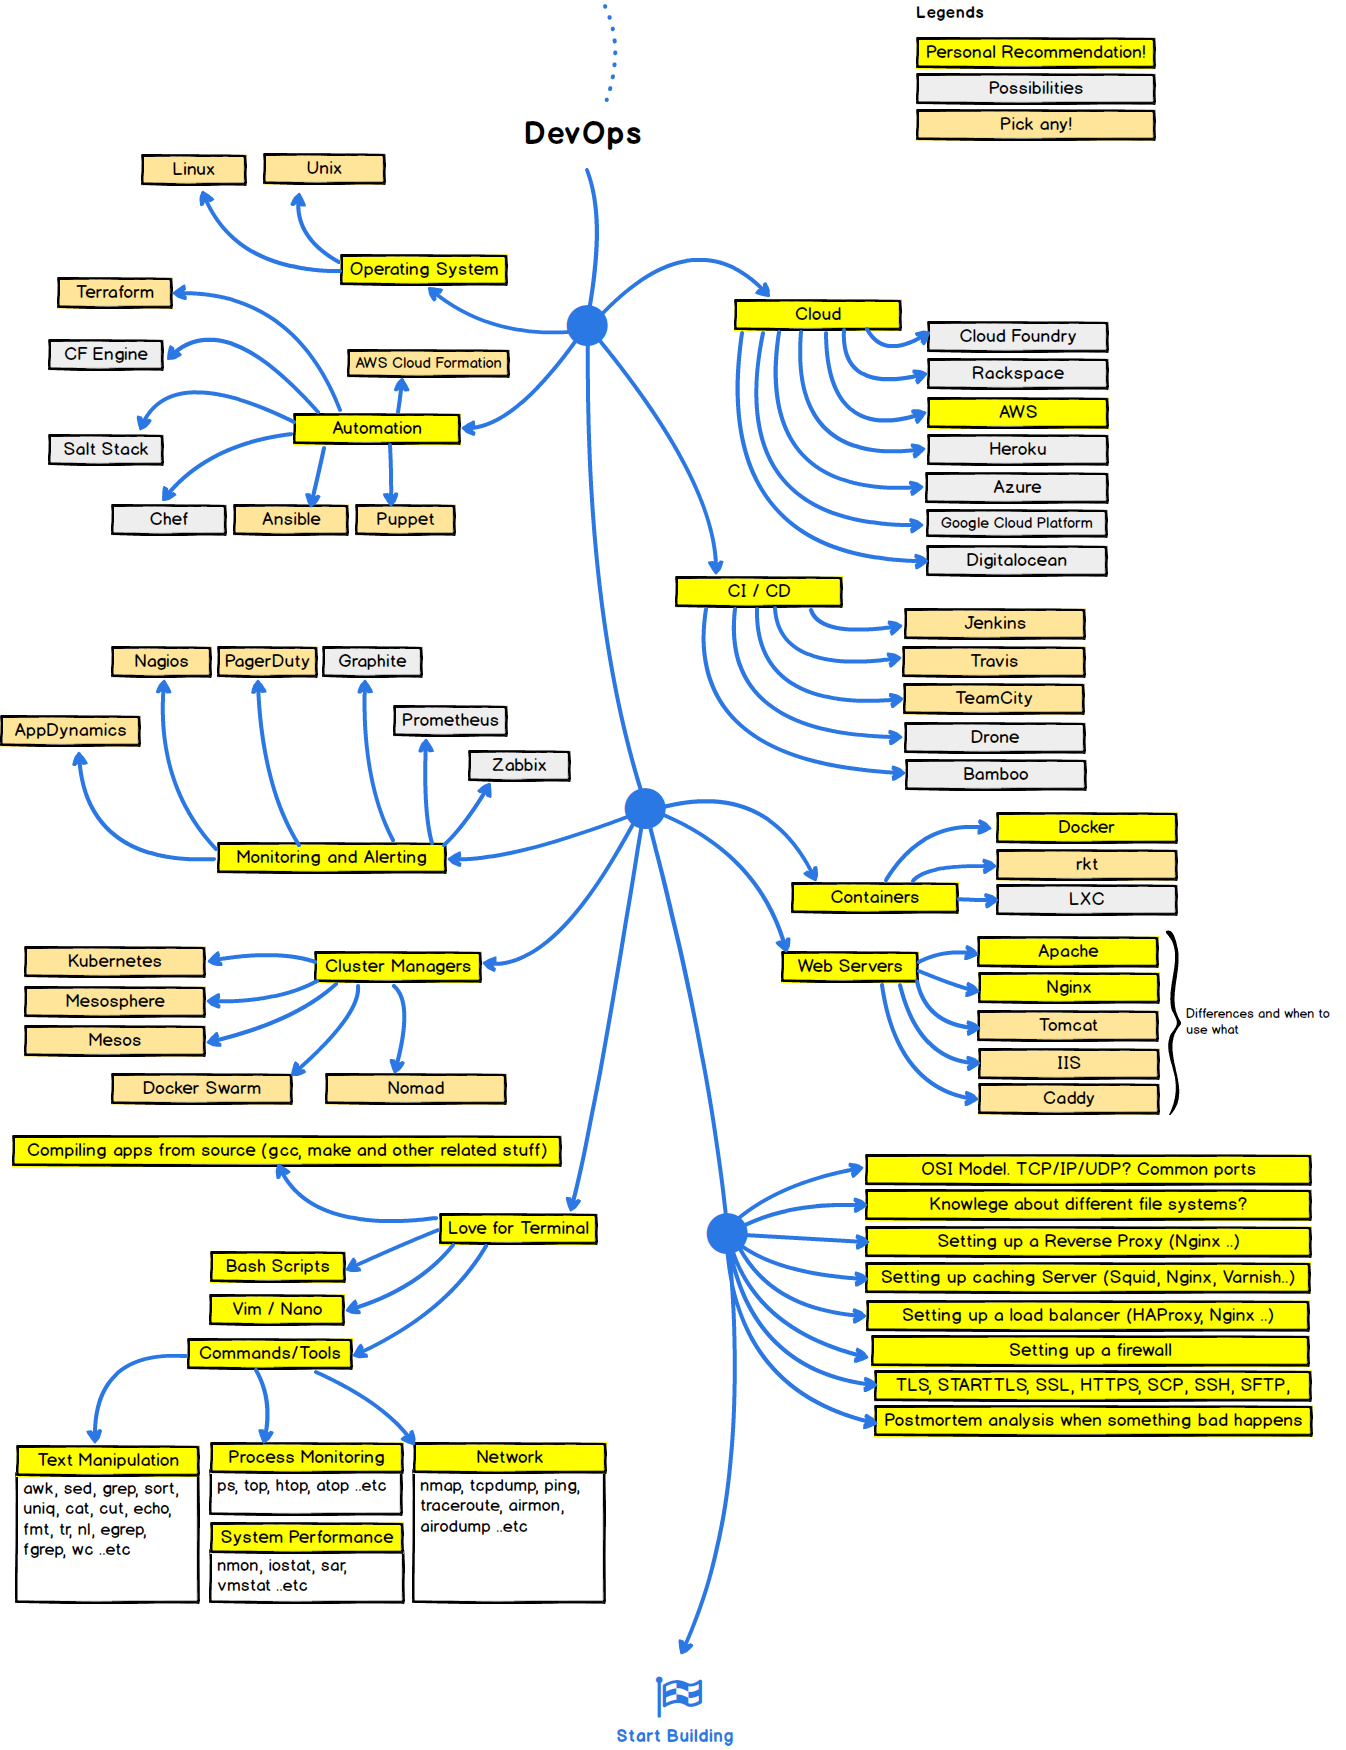 Legends
Personal Recommendation!
Possibilities
Pick any!
DevOps
Linux
Unix
Operating System
Terraform
CF Engine
AWS Cloud Formation
Automation
Salt Stack
Chef
Ansible
Puppet
Cloud
Cloud Foundry
Rackspace
AWS
Heroku
Azure
Google Cloud Platform
Digitalocean
CI / CD
Jenkins
Travis
TeamCity
Drone
Bamboo
Nagios
PagerDuty
Graphite
AppDynamics
Prometheus
Zabbix
Monitoring and Alerting
Containers
Docker
rkt
LXC
Cluster Managers
Kubernetes
Mesosphere
Mesos
Docker Swarm
Nomad
Web Servers
Apache
Nginx
Tomcat
IIS
Caddy
Differences and when to
use what
Compiling apps from source (gcc, make and other related stuff)
Love for Terminal
Bash Scripts
Vim / Nano
Commands/Tools
Text Manipulation
awk, sed, grep, sort,
uniq, cat, cut, echo,
fmt, tr, nl, egrep,
fgrep, wc ..etc
Process Monitoring
ps, top, htop, atop ..etc
System Performance
nmon, iostat, sar,
vmstat ..etc
Network
nmap, tcpdump, ping,
traceroute, airmon,
airodump ..etc
OSI Model. TCP/IP/UDP? Common ports
Knowlege about different file systems?
Setting up a Reverse Proxy (Nginx ..)
Setting up caching Server (Squid, Nginx, Varnish..)
Setting up a load balancer (HAProxy, Nginx ..)
Setting up a firewall
TLS, STARTTLS, SSL, HTTPS, SCP, SSH, SFTP,
Postmortem analysis when something bad happens
Start Building